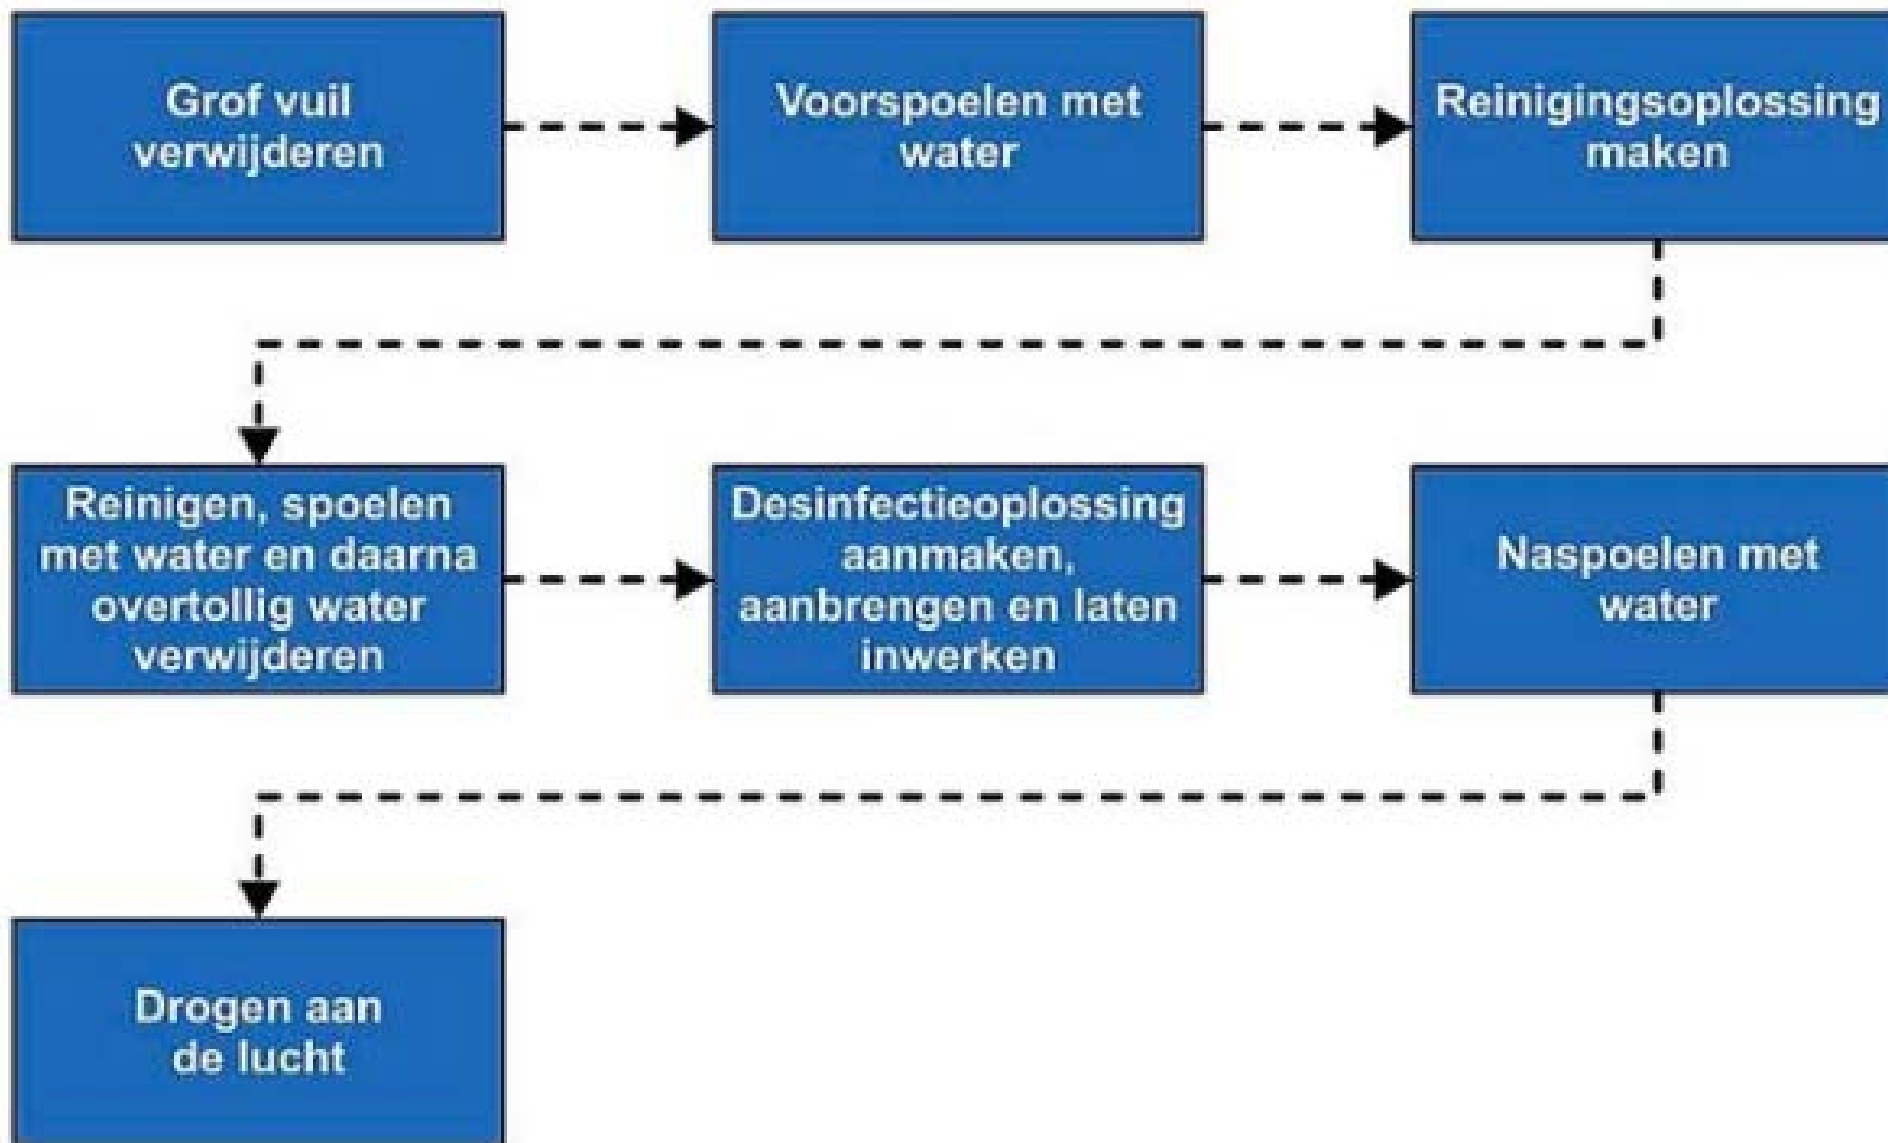 Grof vuil
verwijderen
Voorspoelen met
water
Reinigingsoplossing
maken
Reinigen, spoelen
met water en daarna
overtollig water
verwijderen
Desinfectieoplossing
aanmaken,
aanbrengen en laten
inwerken
Naspoelen met
water
Drogen aan
de lucht